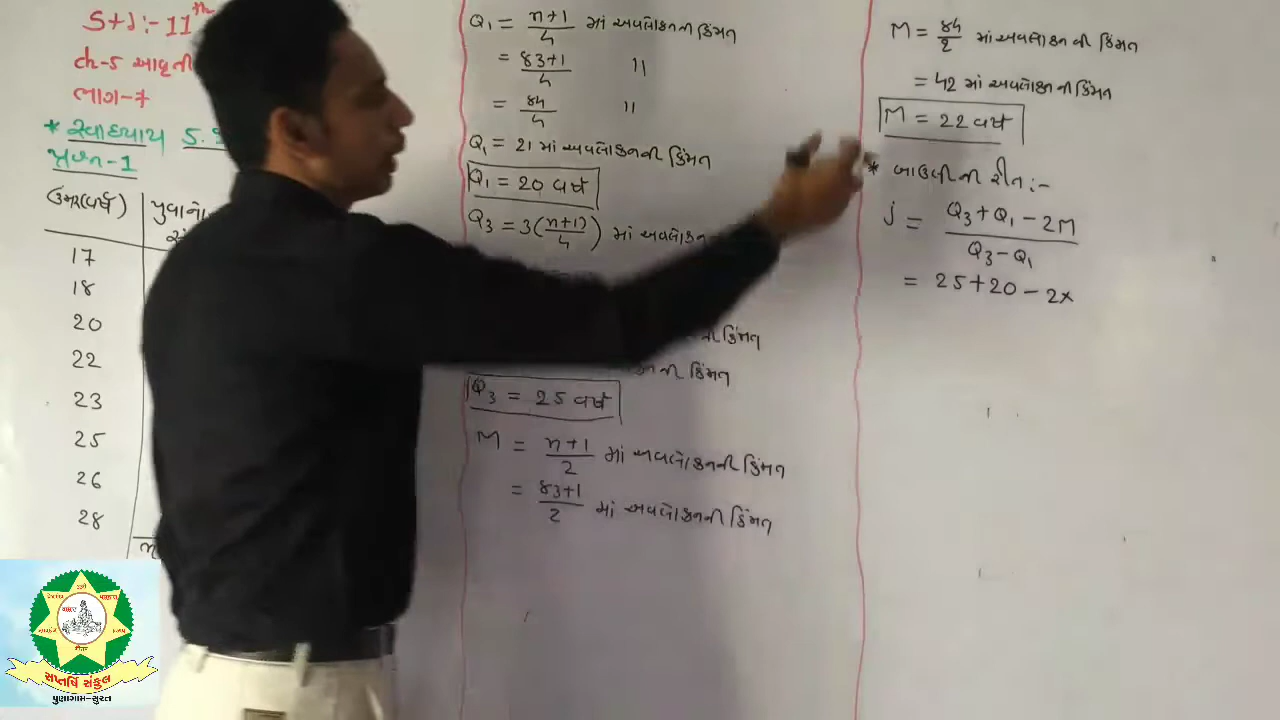 S+J:- 11th
ch-5 આવૃતી
ભાગ-7
* સ્વાધ્યાય 5.1
પ્રશ્ન-1
ઉંમર(વર્ષ) યુવાનો
17
18
20
22
23
25
26
28
Q₁ = n+1/4 માં અવલોકનની કિંમત
= 83+1/4 "
= 84/4 "
Q₁ = 21 માં અવલોકનની કિંમત
Q₁ = 20 વર્ષ
Q₃ = 3(n+1/4) માં અવલોકન
ની કિંમત
ની કિંમત
Q₃ = 25 વર્ષ
M = n+1/2 માં અવલોકનની કિંમત
= 83+1/2 માં અવલોકનની કિંમત
M = 84/2 માં અવલોકનની કિંમત
= 42 માં અવલોકનની કિંમત
M = 22 વર્ષ
* બાઉલીની રીત :-
j = Q₃+Q₁-2M/Q₃-Q₁
= 25+20-2×
સપ્તર્ષિ સંકુલ
પુણાગામ-સુરત